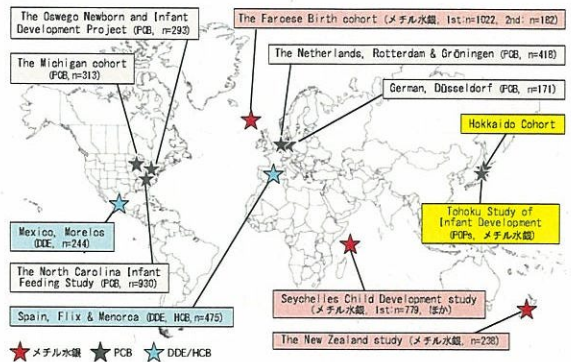 The Oswego Newborn and Infant
Development Project (PCB, n=293)
The Faroese Birth cohort (メチル水銀, 1st:n=1022, 2nd: n=182)
The Michigan cohort
(PCB, n=313)
The Netherlands, Rotterdam & Gröningen (PCB, n=418)
German, Düsseldorf (PCB, n=171)
Hokkaido Cohort
Mexico, Morelos
(DDE, n=244)
Tohoku Study of
Infant Development
(POPs, メチル水銀)
The North Carolina Infant
Feeding Study (PCB, n=930)
Spain, Flix & Menorca (DDE, HCB, n=475)
Seychelles Child Development study
(メチル水銀, 1st:n=779, ほか)
The New Zealand study (メチル水銀, n=238)
メチル水銀 PCB DDE/HCB